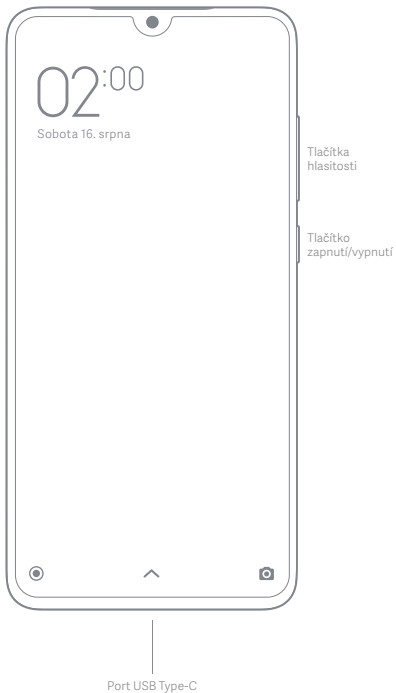 02:00
Sobota 16. srpna
Tlačítka
hlasitosti
Tlačítko
zapnutí/vypnutí
Port USB Type-C